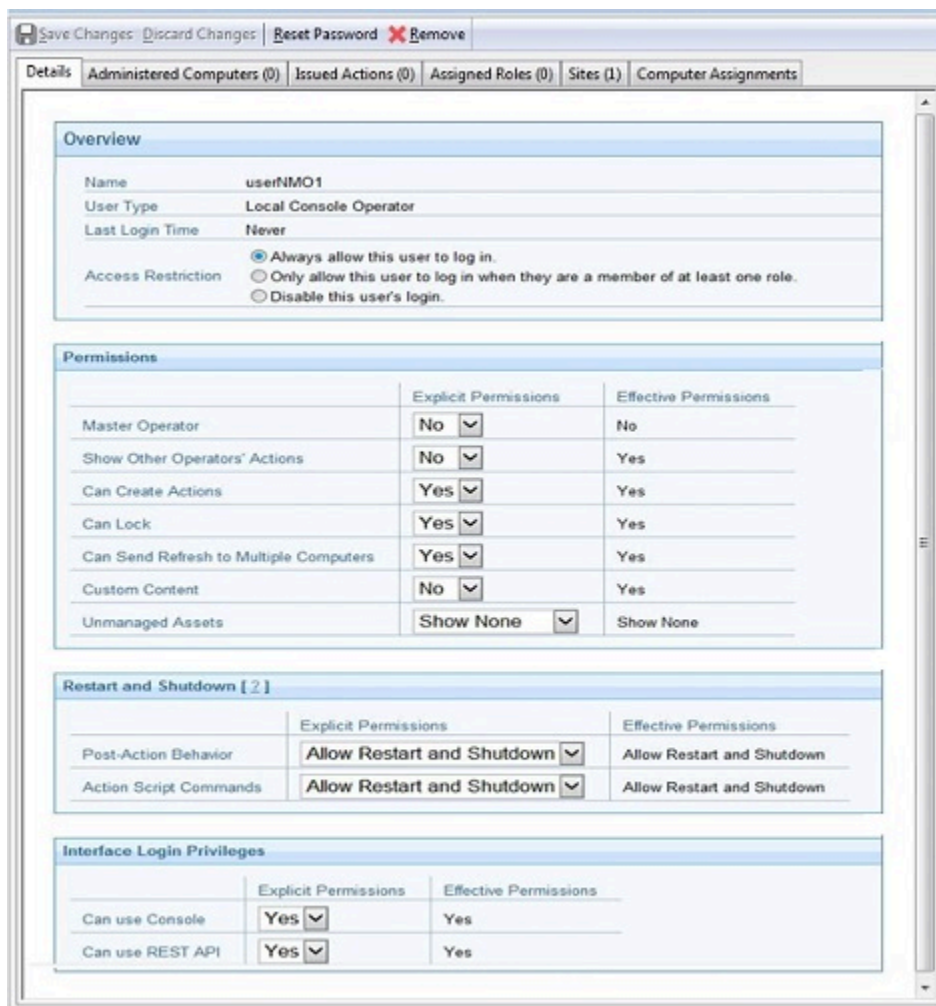 Save Changes Discard Changes Reset Password Remove
Details Administered Computers (0) Issued Actions (0) Assigned Roles (0) Sites (1) Computer Assignments
Overview
Name userNMO1
User Type Local Console Operator
Last Login Time Never
Access Restriction
Always allow this user to log in.
Only allow this user to log in when they are a member of at least one role.
Disable this user's login.
Permissions
Explicit Permissions Effective Permissions
Master Operator No No
Show Other Operators' Actions No Yes
Can Create Actions Yes Yes
Can Lock Yes Yes
Can Send Refresh to Multiple Computers Yes Yes
Custom Content No Yes
Unmanaged Assets Show None Show None
Restart and Shutdown [ ? ]
Explicit Permissions Effective Permissions
Post-Action Behavior Allow Restart and Shutdown Allow Restart and Shutdown
Action Script Commands Allow Restart and Shutdown Allow Restart and Shutdown
Interface Login Privileges
Explicit Permissions Effective Permissions
Can use Console Yes Yes
Can use REST API Yes Yes